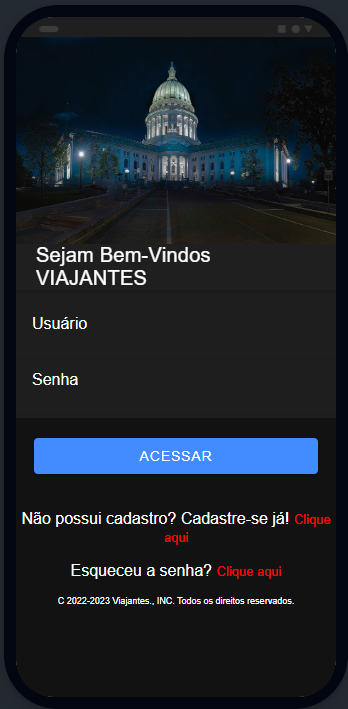 Sejam Bem-Vindos
VIAJANTES
Usuário
Senha
ACESSAR
Não possui cadastro? Cadastre-se já! Clique
aqui
Esqueceu a senha? Clique aqui
C 2022-2023 Viajantes., INC. Todos os direitos reservados.